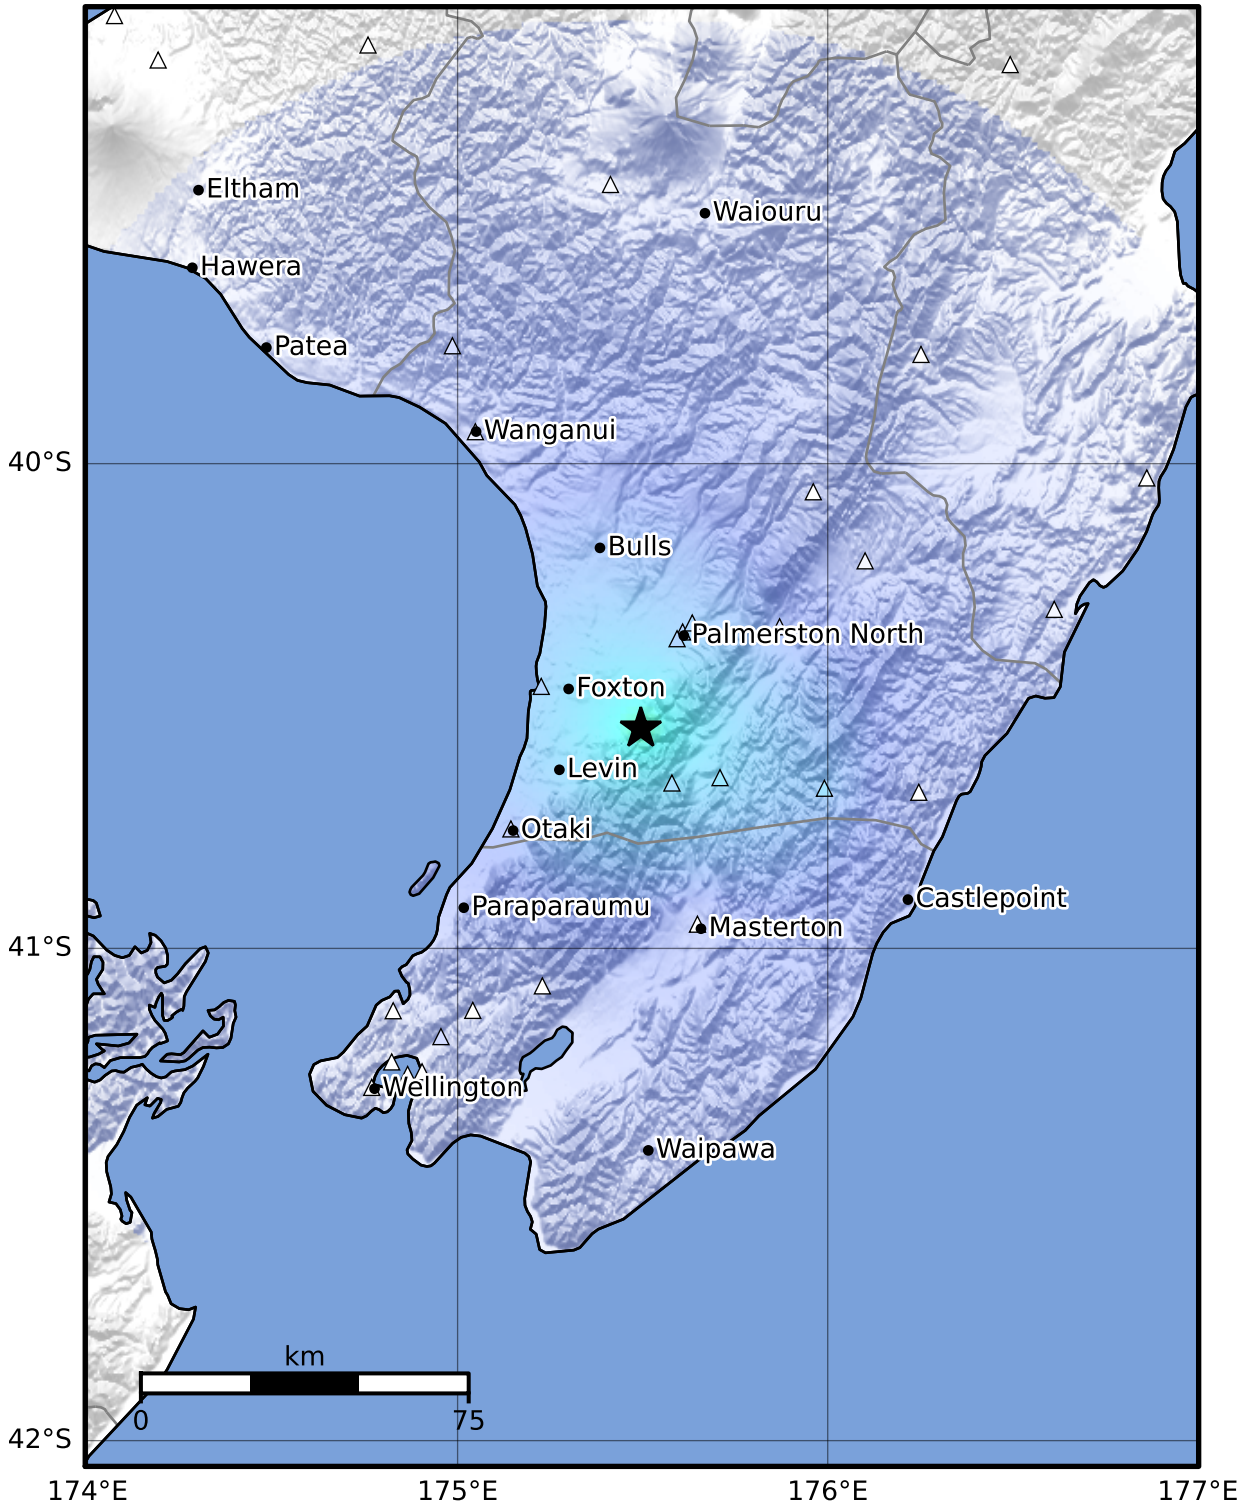 Eltham
Waiouru
Hawera
Patea
Wanganui
40°S
Bulls
Palmerston North
Foxton
Levin
Otaki
Castlepoint
Paraparaumu
Masterton
41°S
Wellington
Waipawa
km
0 75
42°S
174°E 175°E 176°E 177°E